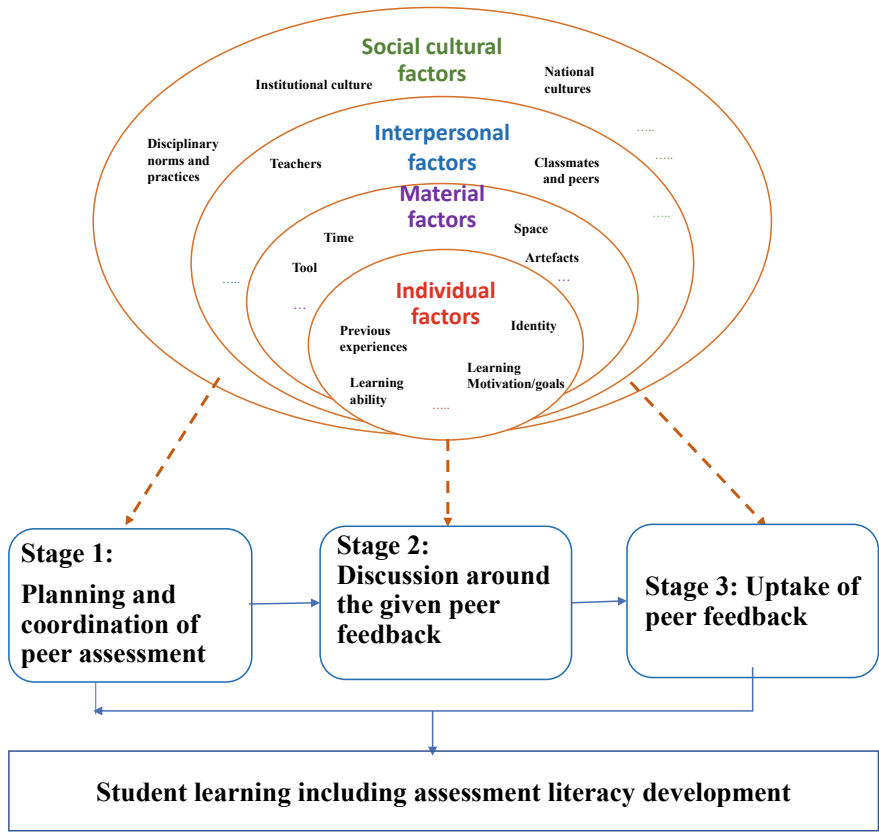 Social cultural
factors
Institutional culture
National
cultures
…..
…..
Disciplinary
norms and
practices
Interpersonal
factors
Teachers
Classmates
and peers
…..
Material
factors
Time
Space
Tool
Artefacts
…..
…
…
Individual
factors
Previous
experiences
Identity
Learning
ability
Learning
Motivation/goals
…..
Stage 1:
Planning and
coordination of
peer assessment
Stage 2:
Discussion around
the given peer
feedback
Stage 3: Uptake of
peer feedback
Student learning including assessment literacy development